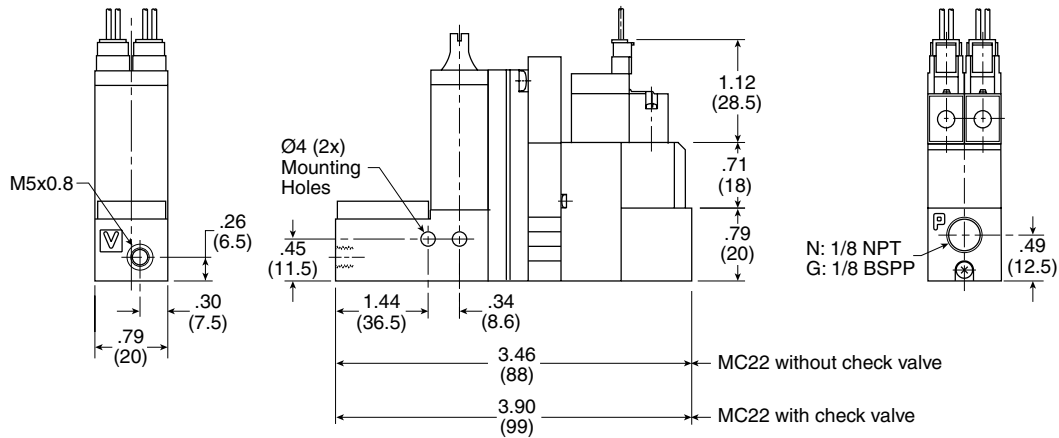 M5x0.8
V
.26
(6.5)
.30
(7.5)
.79
(20)
Ø4 (2x)
Mounting
Holes
.45
(11.5)
1.44
(36.5)
.34
(8.6)
3.46
(88)
MC22 without check valve
3.90
(99)
MC22 with check valve
1.12
(28.5)
.71
(18)
.79
(20)
P
N: 1/8 NPT
G: 1/8 BSPP
.49
(12.5)